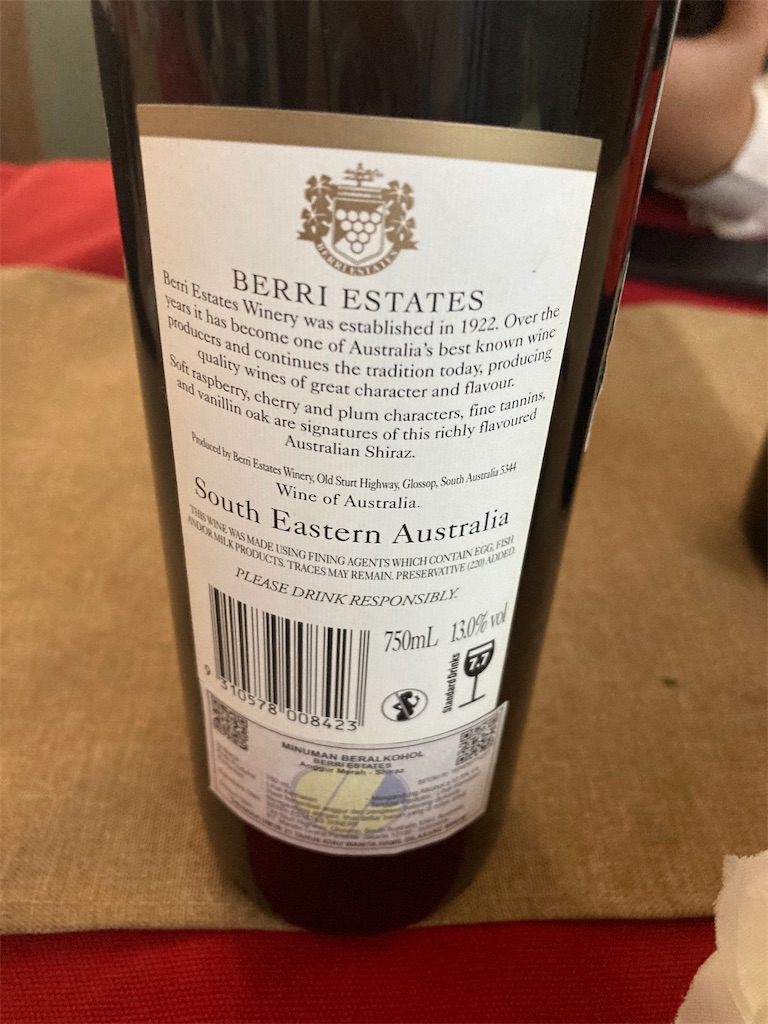 BERRI ESTATES
BERRI ESTATES
Berri Estates Winery was established in 1922. Over the
years it has become one of Australia's best known wine
producers and continues the tradition today, producing
quality wines of great character and flavour.
Soft raspberry, cherry and plum characters, fine tannins,
and vanillin oak are signatures of this richly flavoured
Australian Shiraz.
Produced by Berri Estates Winery, Old Sturt Highway, Glossop, South Australia 5344
Wine of Australia.
South Eastern Australia
THIS WINE WAS MADE USING FINING AGENTS WHICH CONTAIN EGG, FISH
AND/OR MILK PRODUCTS. TRACES MAY REMAIN. PRESERVATIVE (220) ADDED.
PLEASE DRINK RESPONSIBLY.
750mL 13.0% vol
Standard Drinks 7.7
9 310578 008423
MINUMAN BERALKOHOL
BERRI ESTATES
Anggur Merah - Shiraz